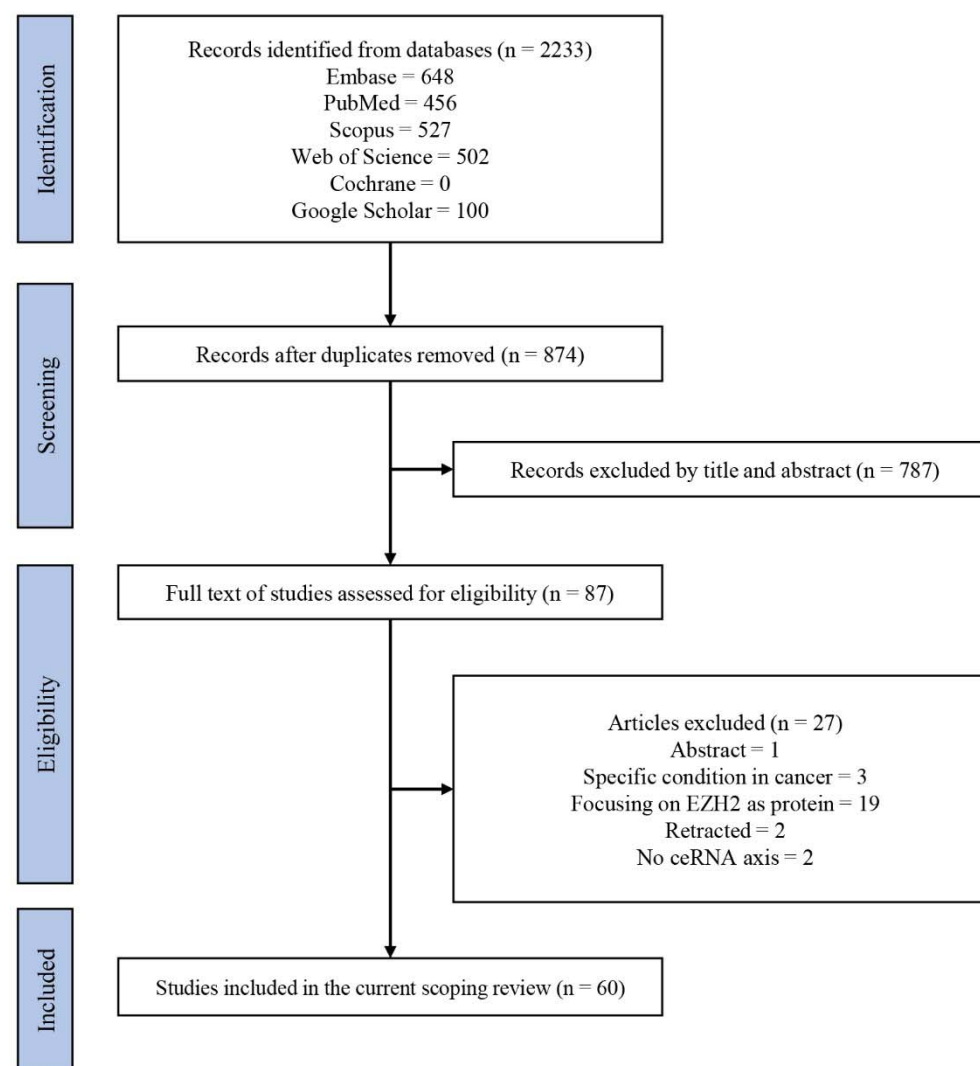 Identification
Records identified from databases (n = 2233)
Embase = 648
PubMed = 456
Scopus = 527
Web of Science = 502
Cochrane = 0
Google Scholar = 100
Screening
Records after duplicates removed (n = 874)
Records excluded by title and abstract (n = 787)
Eligibility
Full text of studies assessed for eligibility (n = 87)
Articles excluded (n = 27)
Abstract = 1
Specific condition in cancer = 3
Focusing on EZH2 as protein = 19
Retracted = 2
No ceRNA axis = 2
Included
Studies included in the current scoping review (n = 60)